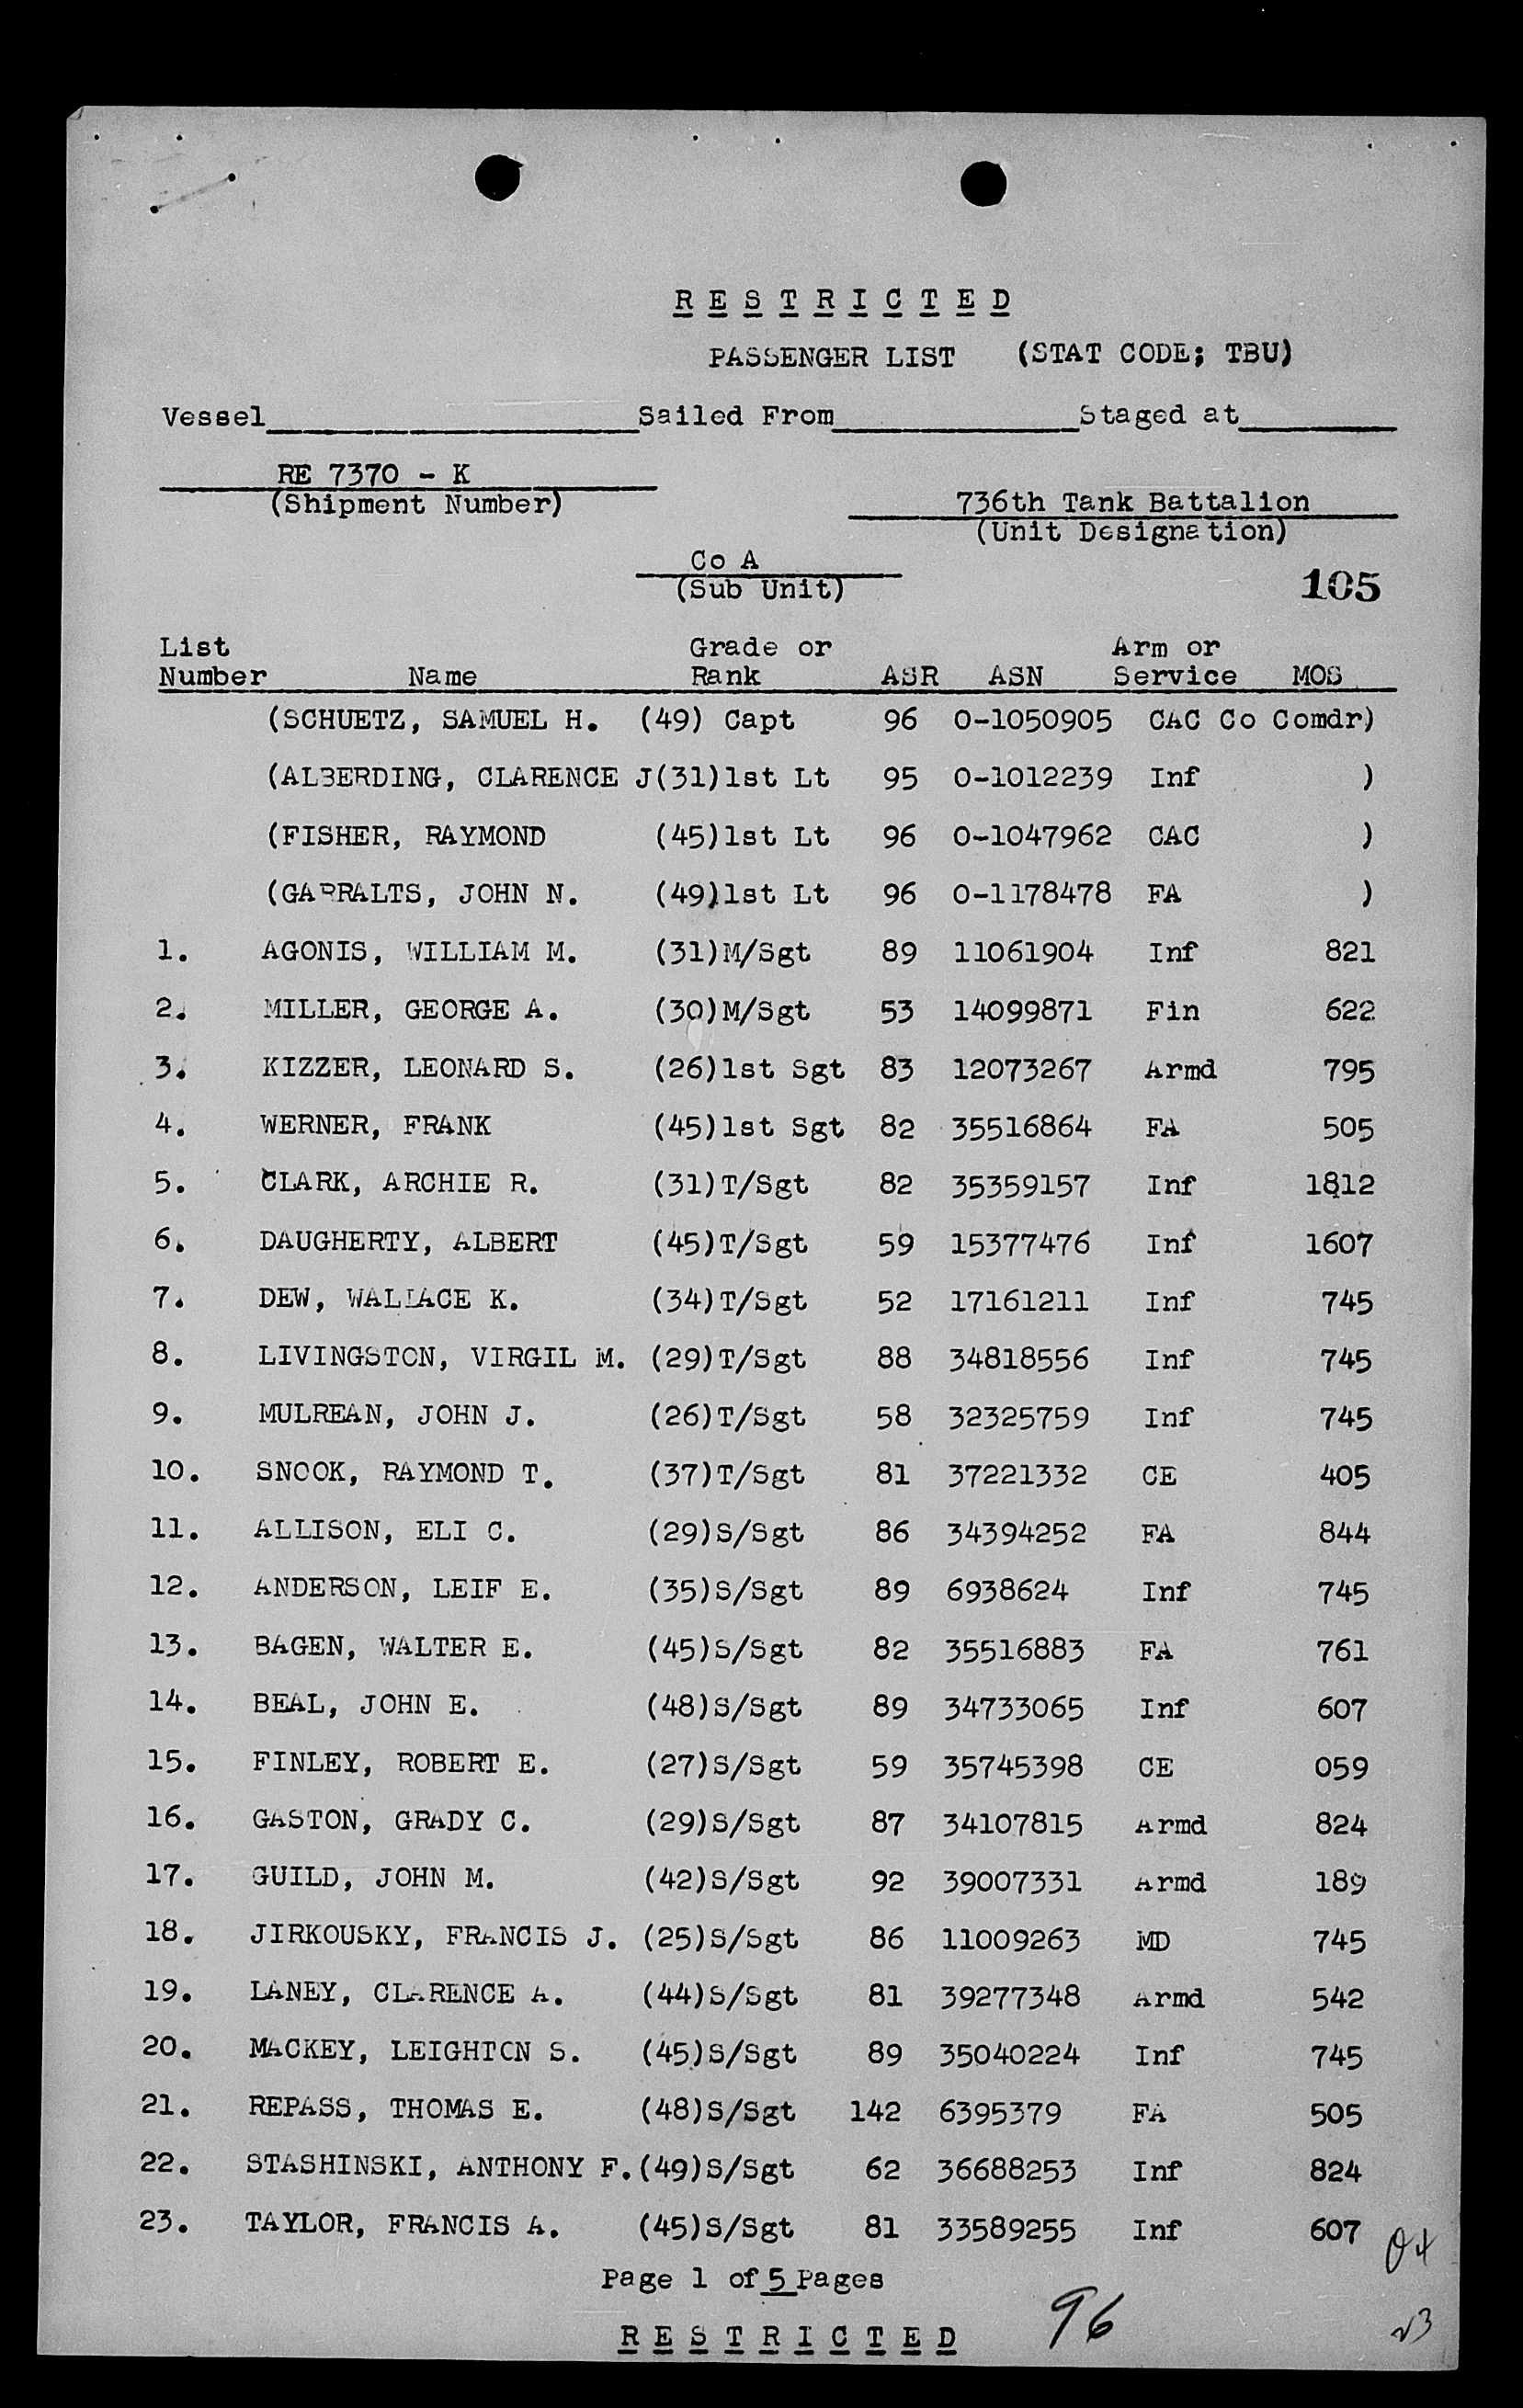 RESTRICTED
PASSENGER LIST (STAT CODE; TBU)
Vessel____Sailed From____Staged at____
RE 7370 - K
(Shipment Number)
736th Tank Battalion
(Unit Designation)
Co A
(Sub Unit)
105
List Grade or Arm or
Number Name Rank ASR ASN Service MOS
(SCHUETZ, SAMUEL H. (49) Capt 96 O-1050905 CAC Co Comdr)
(ALBERDING, CLARENCE J(31)1st Lt 95 O-1012239 Inf )
(FISHER, RAYMOND (45)1st Lt 96 O-1047962 CAC )
(GARRALTS, JOHN N. (49)1st Lt 96 O-1178478 FA )
1. AGONIS, WILLIAM M. (31)M/Sgt 89 11061904 Inf 821
2. MILLER, GEORGE A. (30)M/Sgt 53 14099871 Fin 622
3. KIZZER, LEONARD S. (26)1st Sgt 83 12073267 Armd 795
4. WERNER, FRANK (45)1st Sgt 82 35516864 FA 505
5. CLARK, ARCHIE R. (31)T/Sgt 82 35359157 Inf 1812
6. DAUGHERTY, ALBERT (45)T/Sgt 59 15377476 Inf 1607
7. DEW, WALLACE K. (34)T/Sgt 52 17161211 Inf 745
8. LIVINGSTON, VIRGIL M. (29)T/Sgt 88 34818556 Inf 745
9. MULREAN, JOHN J. (26)T/Sgt 58 32325759 Inf 745
10. SNOOK, RAYMOND T. (37)T/Sgt 81 37221332 CE 405
11. ALLISON, ELI C. (29)S/Sgt 86 34394252 FA 844
12. ANDERSON, LEIF E. (35)S/Sgt 89 6938624 Inf 745
13. BAGEN, WALTER E. (45)S/Sgt 82 35516883 FA 761
14. BEAL, JOHN E. (48)S/Sgt 89 34733065 Inf 607
15. FINLEY, ROBERT E. (27)S/Sgt 59 35745398 CE 059
16. GASTON, GRADY C. (29)S/Sgt 87 34107815 Armd 824
17. GUILD, JOHN M. (42)S/Sgt 92 39007331 Armd 189
18. JIRKOUSKY, FRANCIS J. (25)S/Sgt 86 11009263 MD 745
19. LANEY, CLARENCE A. (44)S/Sgt 81 39277348 Armd 542
20. MACKEY, LEIGHTON S. (45)S/Sgt 89 35040224 Inf 745
21. REPASS, THOMAS E. (48)S/Sgt 142 6395379 FA 505
22. STASHINSKI, ANTHONY F.(49)S/Sgt 62 36688253 Inf 824
23. TAYLOR, FRANCIS A. (45)S/Sgt 81 33589255 Inf 607
Page 1 of 5 Pages
96
RESTRICTED